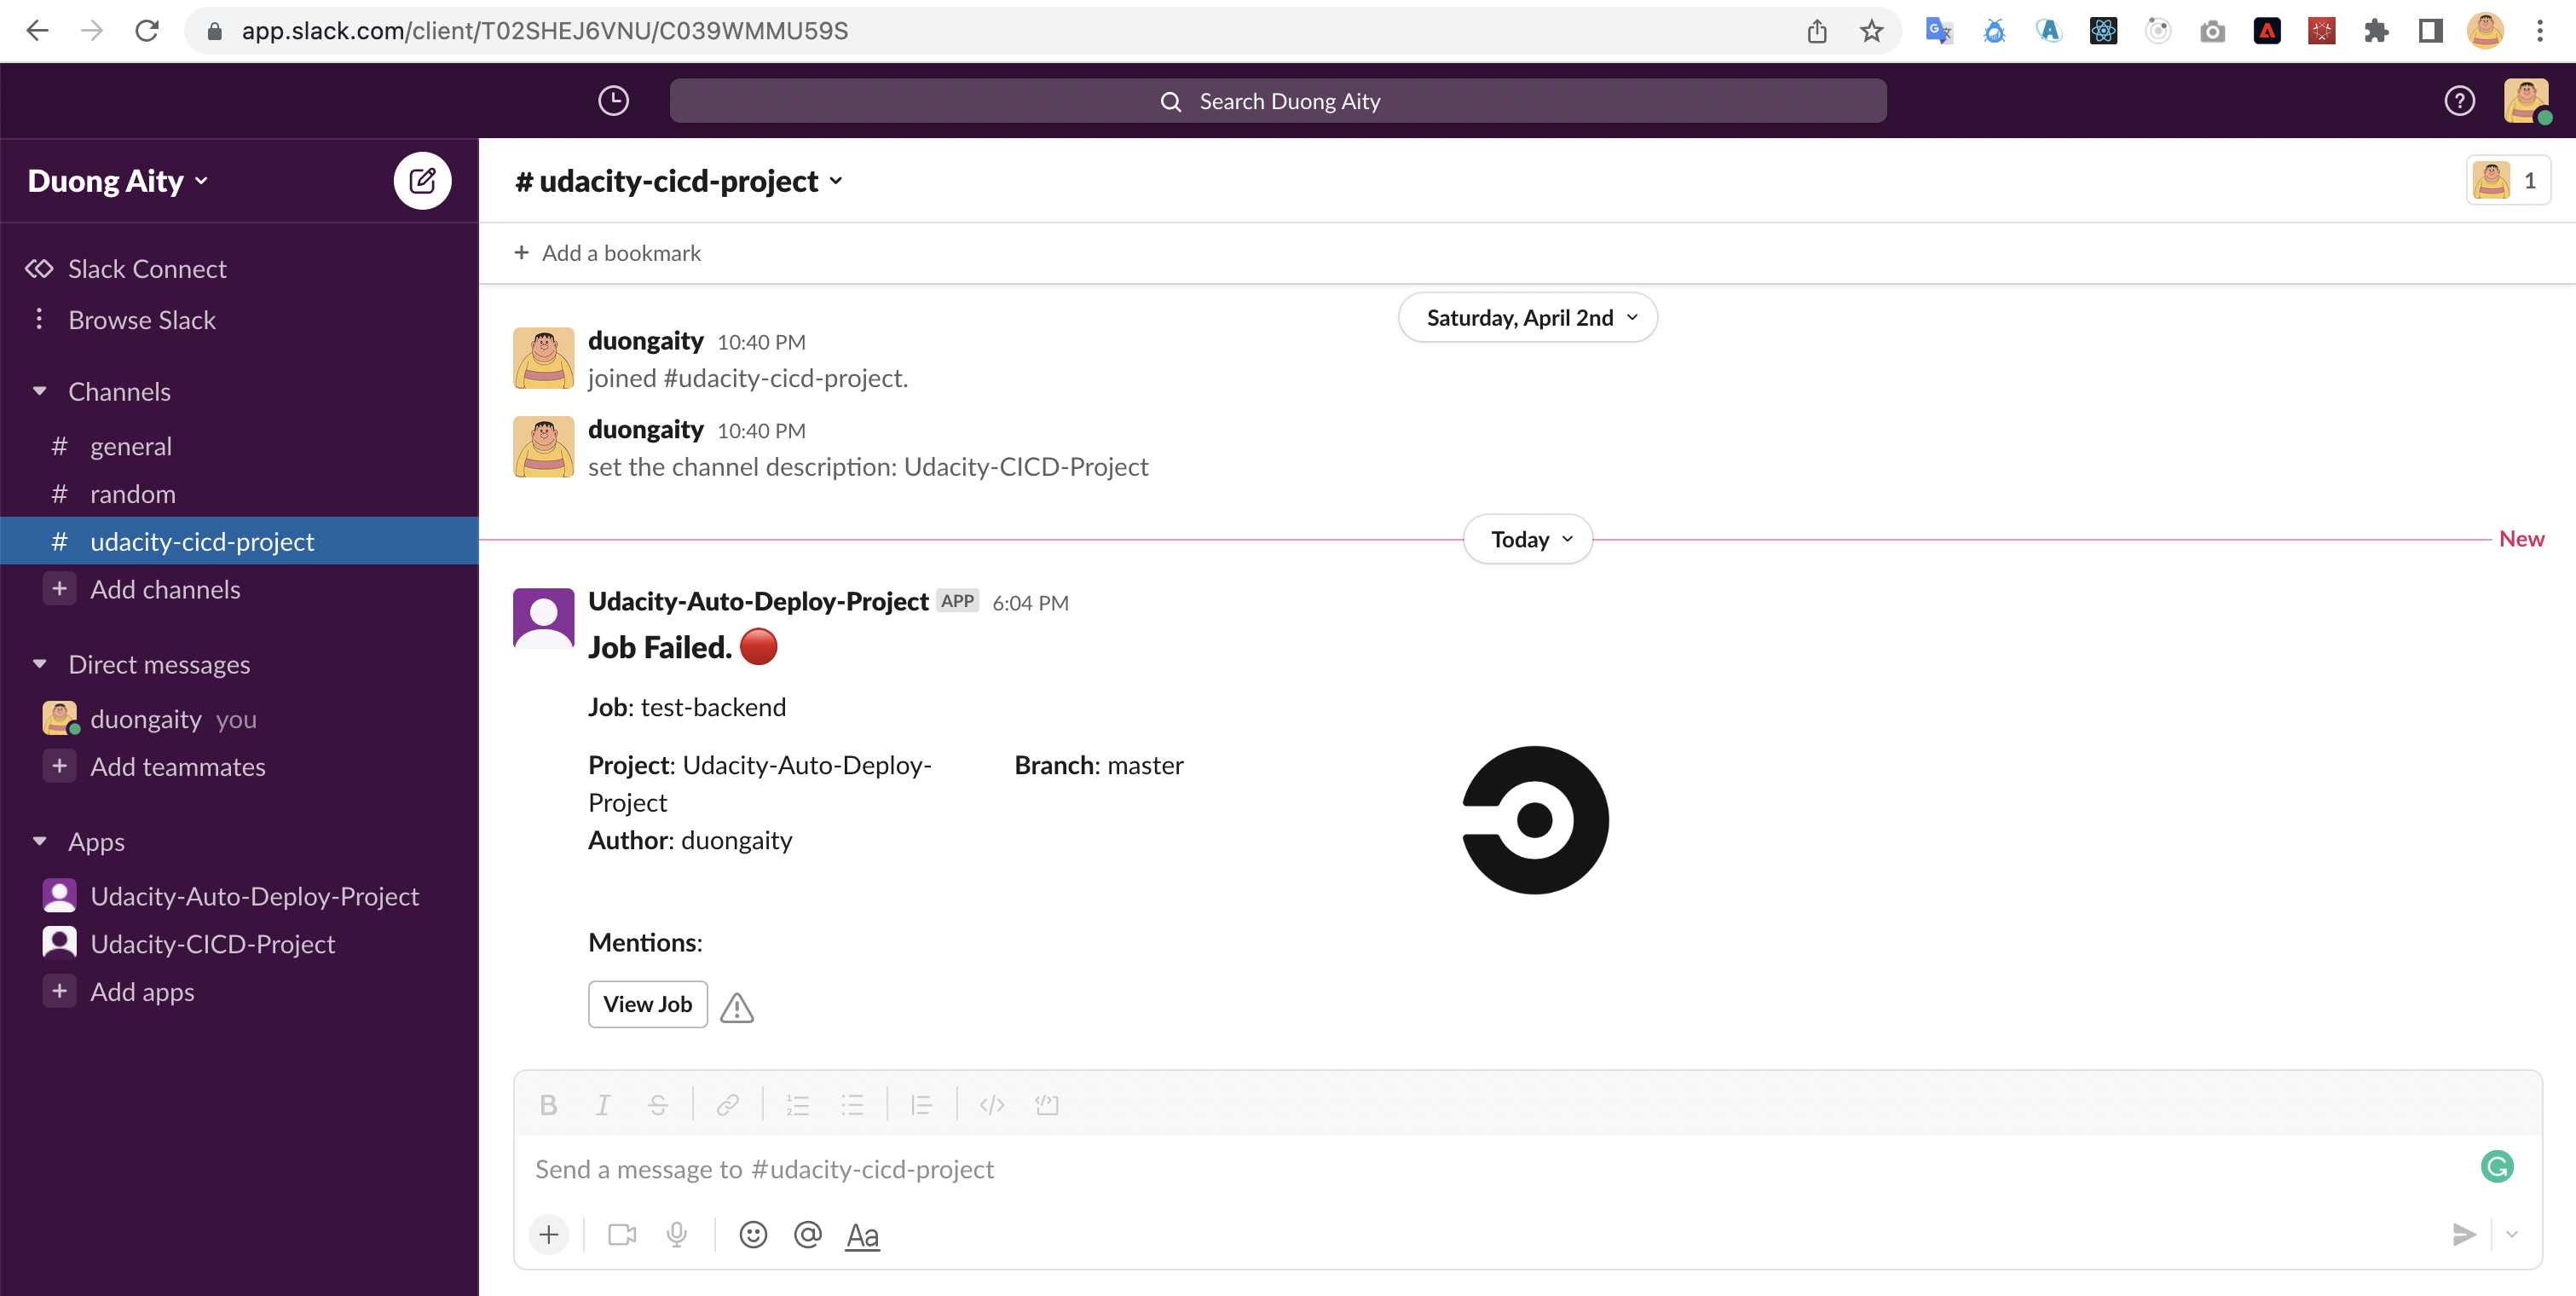 app.slack.com/client/T02SHEJ6VNU/C039WMMU59S
Search Duong Aity
Duong Aity
Slack Connect
Browse Slack
Channels
# general
# random
# udacity-cicd-project
+ Add channels
Direct messages
duongaity you
+ Add teammates
Apps
Udacity-Auto-Deploy-Project
Udacity-CICD-Project
+ Add apps
# udacity-cicd-project
1
+ Add a bookmark
Saturday, April 2nd
duongaity 10:40 PM
joined #udacity-cicd-project.
duongaity 10:40 PM
set the channel description: Udacity-CICD-Project
Today
New
Udacity-Auto-Deploy-Project APP 6:04 PM
Job Failed.
Job: test-backend
Project: Udacity-Auto-Deploy-
Project
Branch: master
Author: duongaity
Mentions:
View Job
B I S
Send a message to #udacity-cicd-project
+ @ Aa